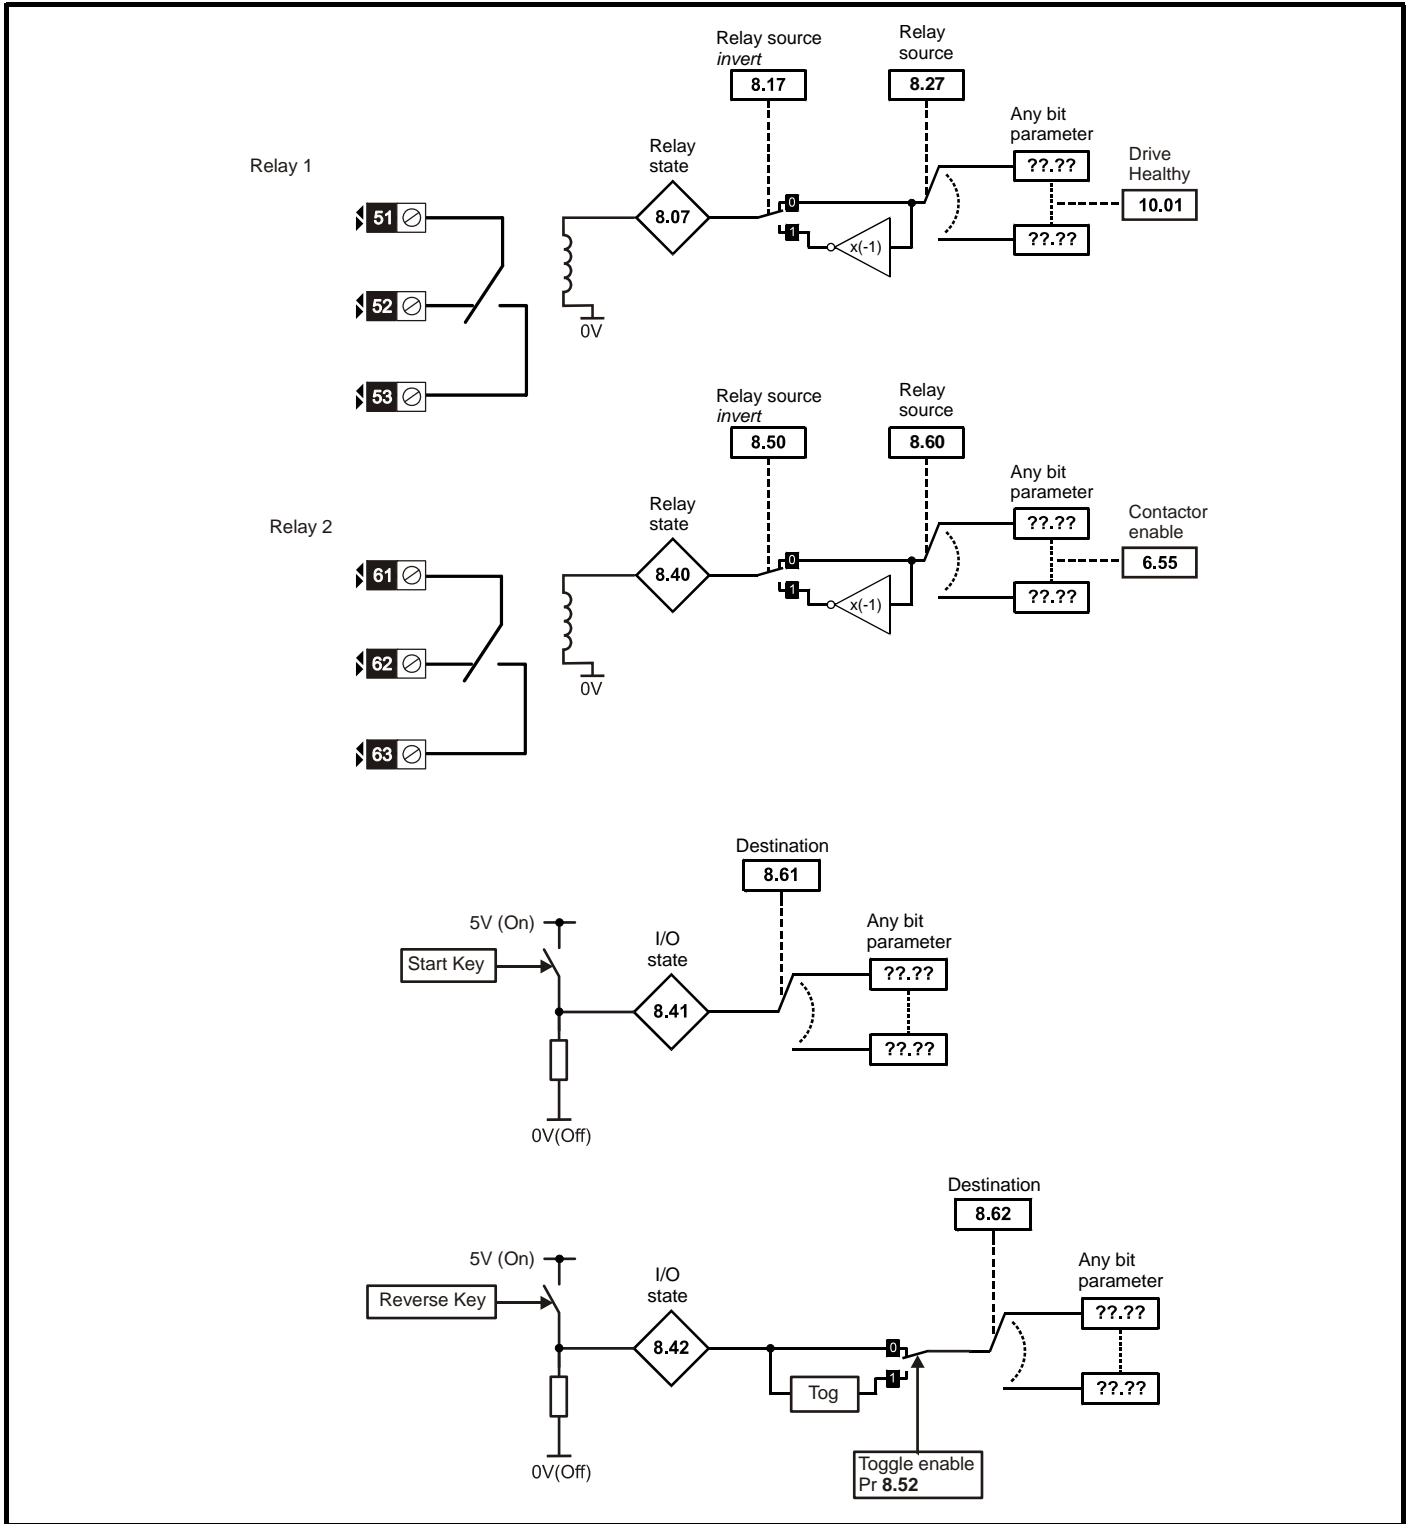 Relay 1
Relay source
invert
8.17
Relay
source
8.27
Any bit
parameter
??.??
??.??
Drive
Healthy
10.01
Relay
state
8.07
0
1
x(-1)
51
52
53
0V
Relay 2
Relay source
invert
8.50
Relay
source
8.60
Any bit
parameter
??.??
??.??
Contactor
enable
6.55
Relay
state
8.40
0
1
x(-1)
61
62
63
0V
Destination
8.61
5V (On)
Start Key
I/O
state
8.41
Any bit
parameter
??.??
??.??
0V(Off)
Destination
8.62
5V (On)
Reverse Key
I/O
state
8.42
0
1
Tog
Any bit
parameter
??.??
??.??
0V(Off)
Toggle enable
Pr 8.52